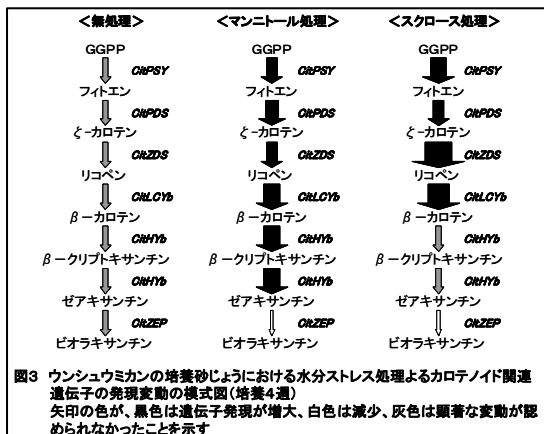 <無処理> <マンニトール処理> <スクロース処理>
GGPP GGPP GGPP
CitPSY CitPSY CitPSY
フィトエン フィトエン フィトエン
CitPDS CitPDS CitPDS
ζ-カロテン ζ-カロテン ζ-カロテン
CitZDS CitZDS CitZDS
リコペン リコペン リコペン
CitLCYb CitLCYb CitLCYb
β-カロテン β-カロテン β-カロテン
CitHYb CitHYb CitHYb
β-クリプトキサンチン β-クリプトキサンチン β-クリプトキサンチン
CitHYb CitHYb CitHYb
ゼアキサンチン ゼアキサンチン ゼアキサンチン
CitZEP CitZEP CitZEP
ビオラキサンチン ビオラキサンチン ビオラキサンチン
図3 ウンシュウミカンの培養砂じょうにおける水分ストレス処理よるカロテノイド関連
遺伝子の発現変動の模式図(培養4週)
矢印の色が、黒色は遺伝子発現が増大、白色は減少、灰色は顕著な変動が認
められなかったことを示す